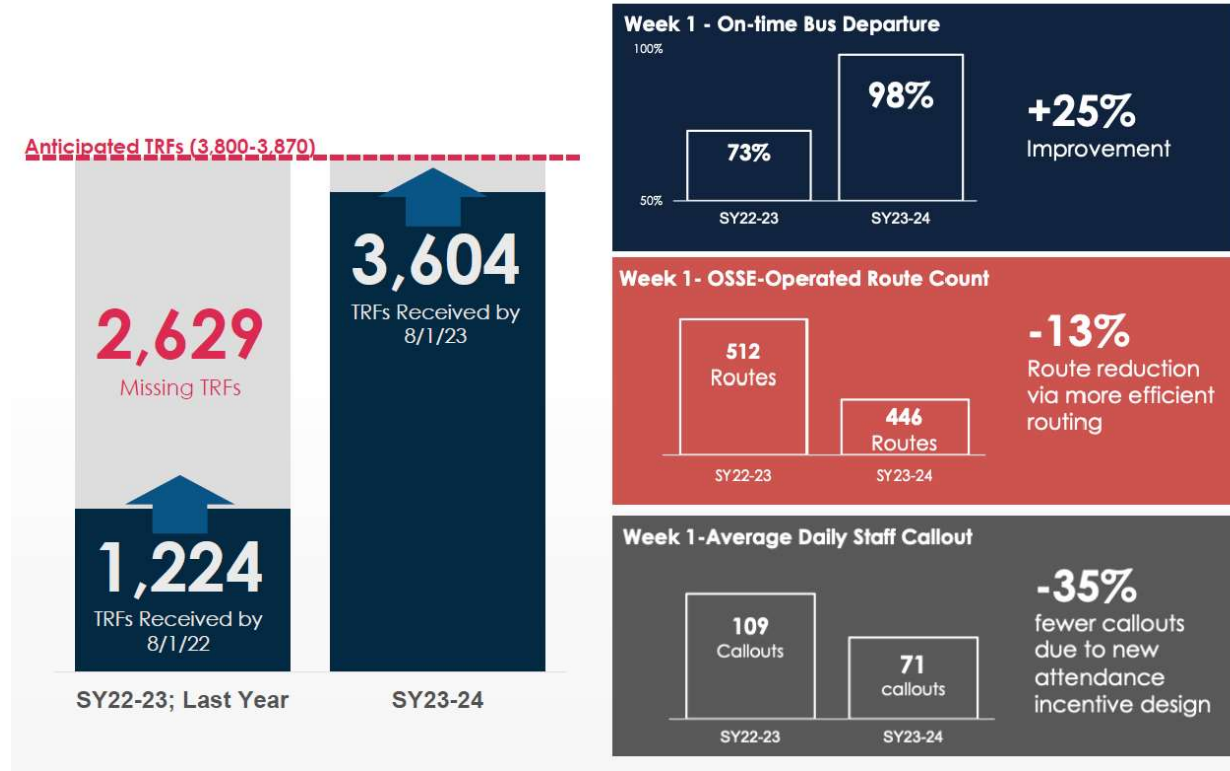 Anticipated TRFs (3,800-3,870)
2,629
Missing TRFs
1,224
TRFs Received by
8/1/22
SY22-23; Last Year
3,604
TRFs Received by
8/1/23
SY23-24
Week 1 - On-time Bus Departure
100%
50%
73%
SY22-23
98%
SY23-24
+25%
Improvement
Week 1- OSSE-Operated Route Count
512
Routes
SY22-23
446
Routes
SY23-24
-13%
Route reduction
via more efficient
routing
Week 1-Average Daily Staff Callout
109
Callouts
SY22-23
71
callouts
SY23-24
-35%
fewer callouts
due to new
attendance
incentive design